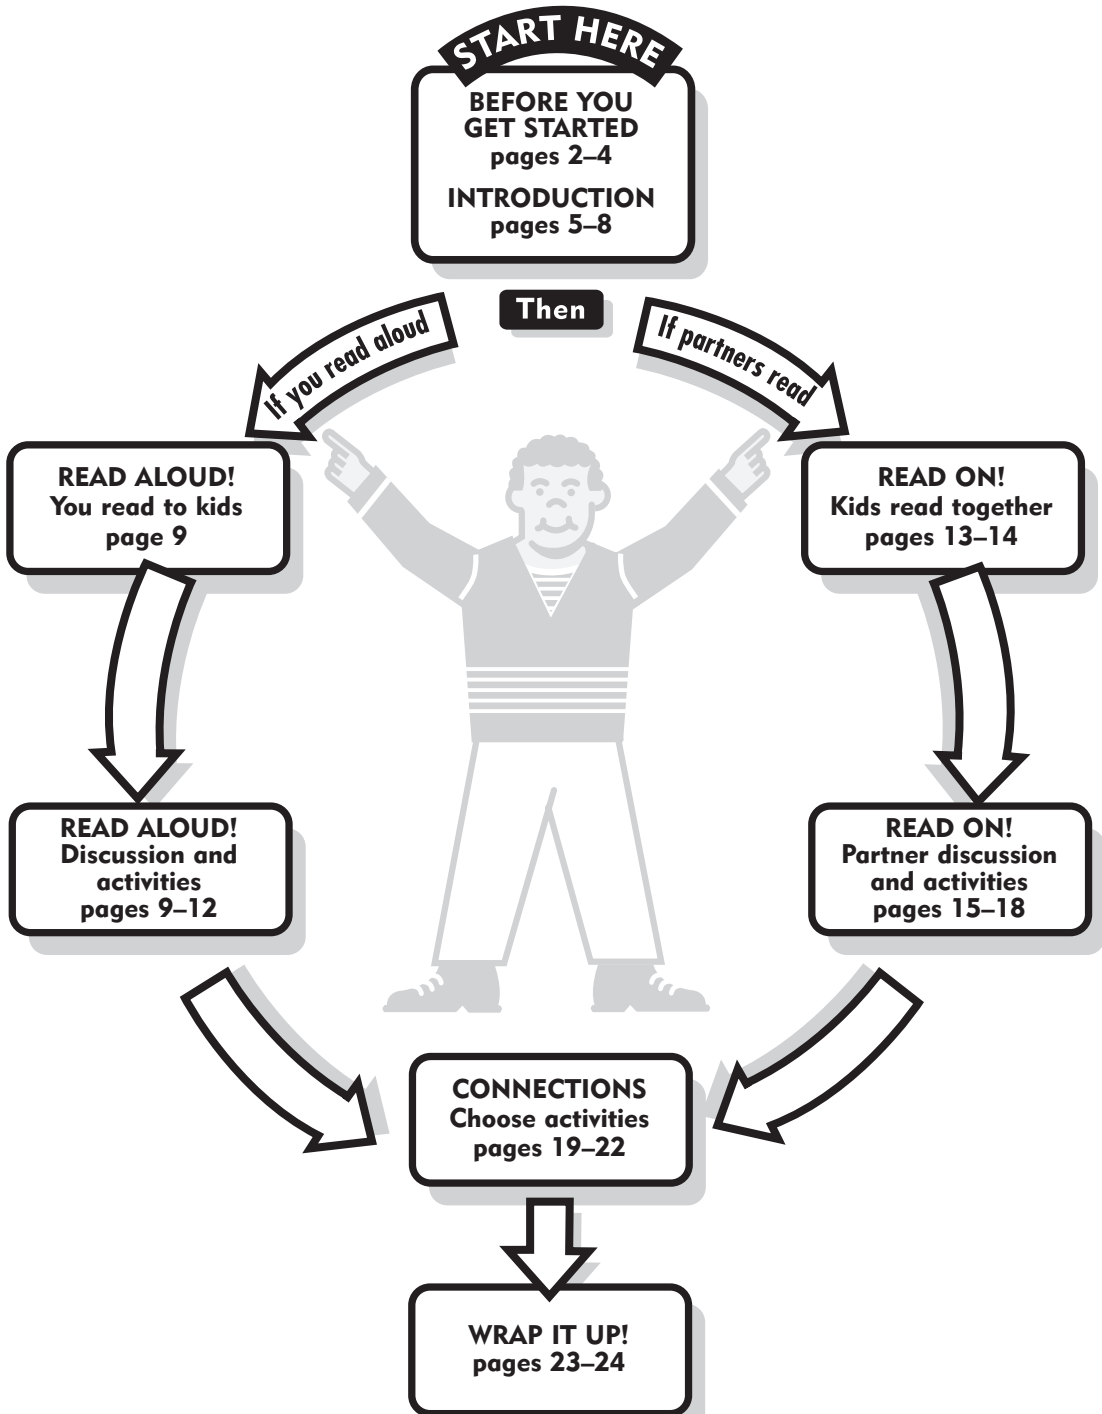 START HERE
BEFORE YOU
GET STARTED
pages 2–4
INTRODUCTION
pages 5–8
Then
If you read aloud
If partners read
READ ALOUD!
You read to kids
page 9
READ ON!
Kids read together
pages 13–14
READ ALOUD!
Discussion and
activities
pages 9–12
READ ON!
Partner discussion
and activities
pages 15–18
CONNECTIONS
Choose activities
pages 19–22
WRAP IT UP!
pages 23–24